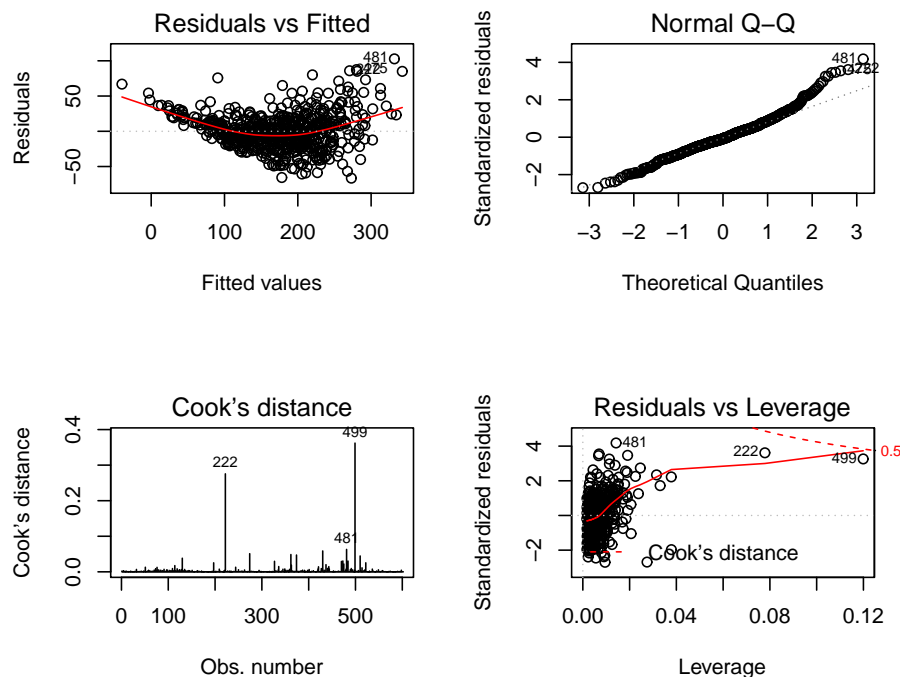 Residuals vs Fitted
Residuals
50
−50
0 100 200 300
Fitted values
481
Normal Q−Q
Standardized residuals
4
2
0
−2
−3 −2 −1 0 1 2 3
Theoretical Quantiles
481
Cook's distance
Cook's distance
0.4
0.2
0.0
0 100 300 500
Obs. number
222
499
481
Residuals vs Leverage
Standardized residuals
4
2
−2
0.00 0.04 0.08 0.12
Leverage
481
222
499
0.5
Cook's distance